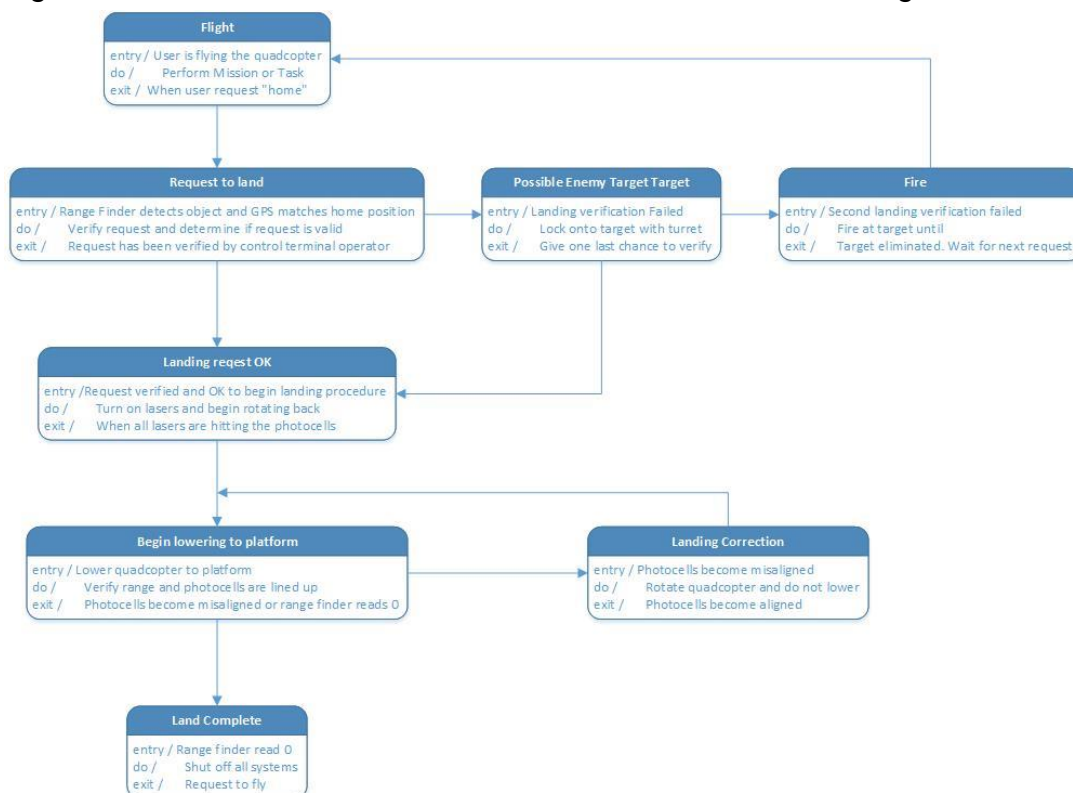 Flight
entry / User is flying the quadcopter
do / Perform Mission or Task
exit / When user request "home"
Request to land
entry / Range Finder detects object and GPS matches home position
do / Verify request and determine if request is valid
exit / Request has been verified by control terminal operator
Possible Enemy Target Target
entry / Landing verification Failed
do / Lock onto target with turret
exit / Give one last chance to verify
Fire
entry / Second landing verification failed
do / Fire at target until
exit / Target eliminated. Wait for next request
Landing reqest OK
entry /Request verified and OK to begin landing procedure
do / Turn on lasers and begin rotating back
exit / When all lasers are hitting the photocells
Begin lowering to platform
entry / Lower quadcopter to platform
do / Verify range and photocells are lined up
exit / Photocells become misaligned or range finder reads 0
Landing Correction
entry / Photocells become misaligned
do / Rotate quadcopter and do not lower
exit / Photocells become aligned
Land Complete
entry / Range finder read 0
do / Shut off all systems
exit / Request to fly